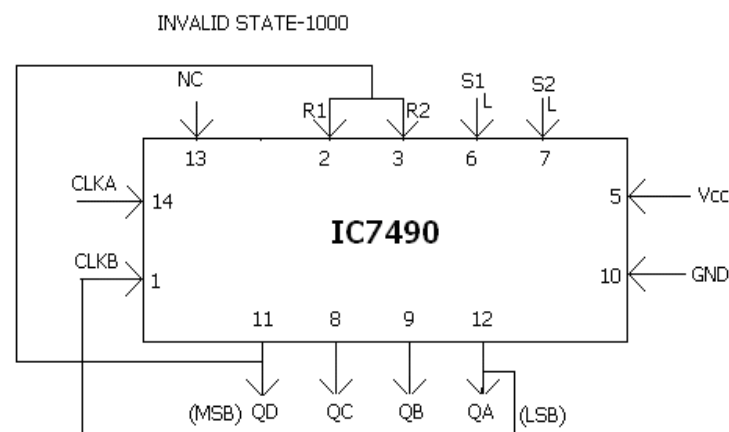 INVALID STATE-1000
NC
S1
S2
L
L
R1
R2
13
2
3
6
7
CLKA
14
5
Vcc
IC7490
CLKB
1
10
GND
11
8
9
12
(MSB) QD
QC
QB
QA
(LSB)